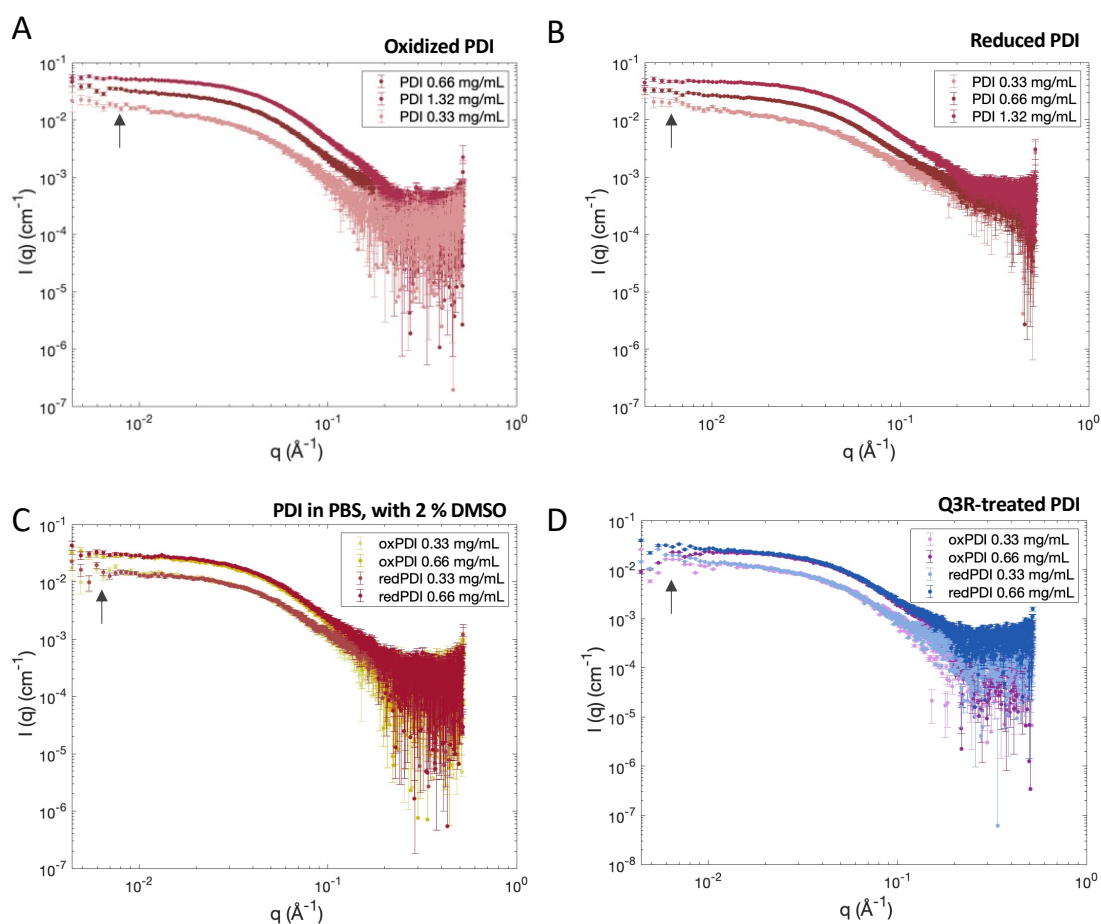 A
Oxidized PDI
PDI 0.66 mg/mL
PDI 1.32 mg/mL
PDI 0.33 mg/mL
10⁻¹
10⁻²
10⁻³
10⁻⁴
10⁻⁵
10⁻⁶
10⁻⁷
I (q) (cm⁻¹)
10⁻²
10⁻¹
10⁰
q (Å⁻¹)
B
Reduced PDI
PDI 0.33 mg/mL
PDI 0.66 mg/mL
PDI 1.32 mg/mL
10⁻¹
10⁻²
10⁻³
10⁻⁴
10⁻⁵
10⁻⁶
10⁻⁷
I (q) (cm⁻¹)
10⁻²
10⁻¹
10⁰
q (Å⁻¹)
C
PDI in PBS, with 2 % DMSO
oxPDI 0.33 mg/mL
oxPDI 0.66 mg/mL
redPDI 0.33 mg/mL
redPDI 0.66 mg/mL
10⁻¹
10⁻²
10⁻³
10⁻⁴
10⁻⁵
10⁻⁶
10⁻⁷
I (q) (cm⁻¹)
10⁻²
10⁻¹
10⁰
q (Å⁻¹)
D
Q3R-treated PDI
oxPDI 0.33 mg/mL
oxPDI 0.66 mg/mL
redPDI 0.33 mg/mL
redPDI 0.66 mg/mL
10⁻¹
10⁻²
10⁻³
10⁻⁴
10⁻⁵
10⁻⁶
10⁻⁷
10⁻⁸
I (q) (cm⁻¹)
10⁻²
10⁻¹
10⁰
q (Å⁻¹)